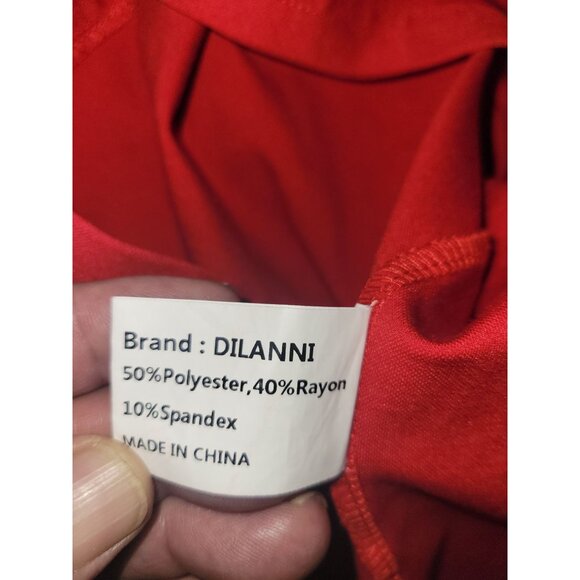 Brand : DILANNI
50%Polyester,40%Rayon
10%Spandex
MADE IN CHINA